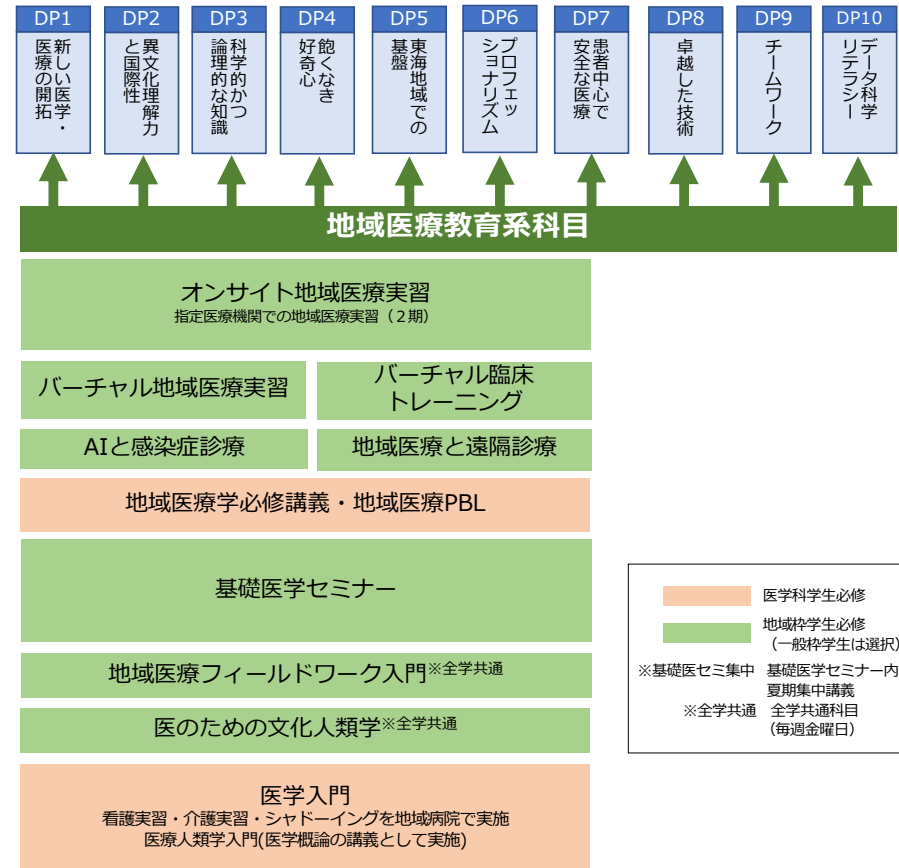 DP1
DP2
DP3
DP4
DP5
DP6
DP7
DP8
DP9
DP10
新しい医学・
医療の開拓
異文化理解力
と国際性
科学的かつ
論理的な知識
飽くなき
好奇心
東海地域での
基盤
プロフェッ
ショナリズム
患者中心で
安全な医療
卓越した技術
チームワーク
データ科学
リテラシー
地域医療教育系科目
オンサイト地域医療実習
指定医療機関での地域医療実習（２期）
バーチャル地域医療実習
バーチャル臨床
トレーニング
AIと感染症診療
地域医療と遠隔診療
地域医療学必修講義・地域医療PBL
基礎医学セミナー
地域医療フィールドワーク入門※全学共通
医のための文化人類学※全学共通
医学入門
看護実習・介護実習・シャドーイングを地域病院で実施
医療人類学入門(医学概論の講義として実施)
医学科学生必修
地域枠学生必修
（一般枠学生は選択）
※基礎医セミ集中 基礎医学セミナー内
夏期集中講義
※全学共通 全学共通科目
（毎週金曜日）